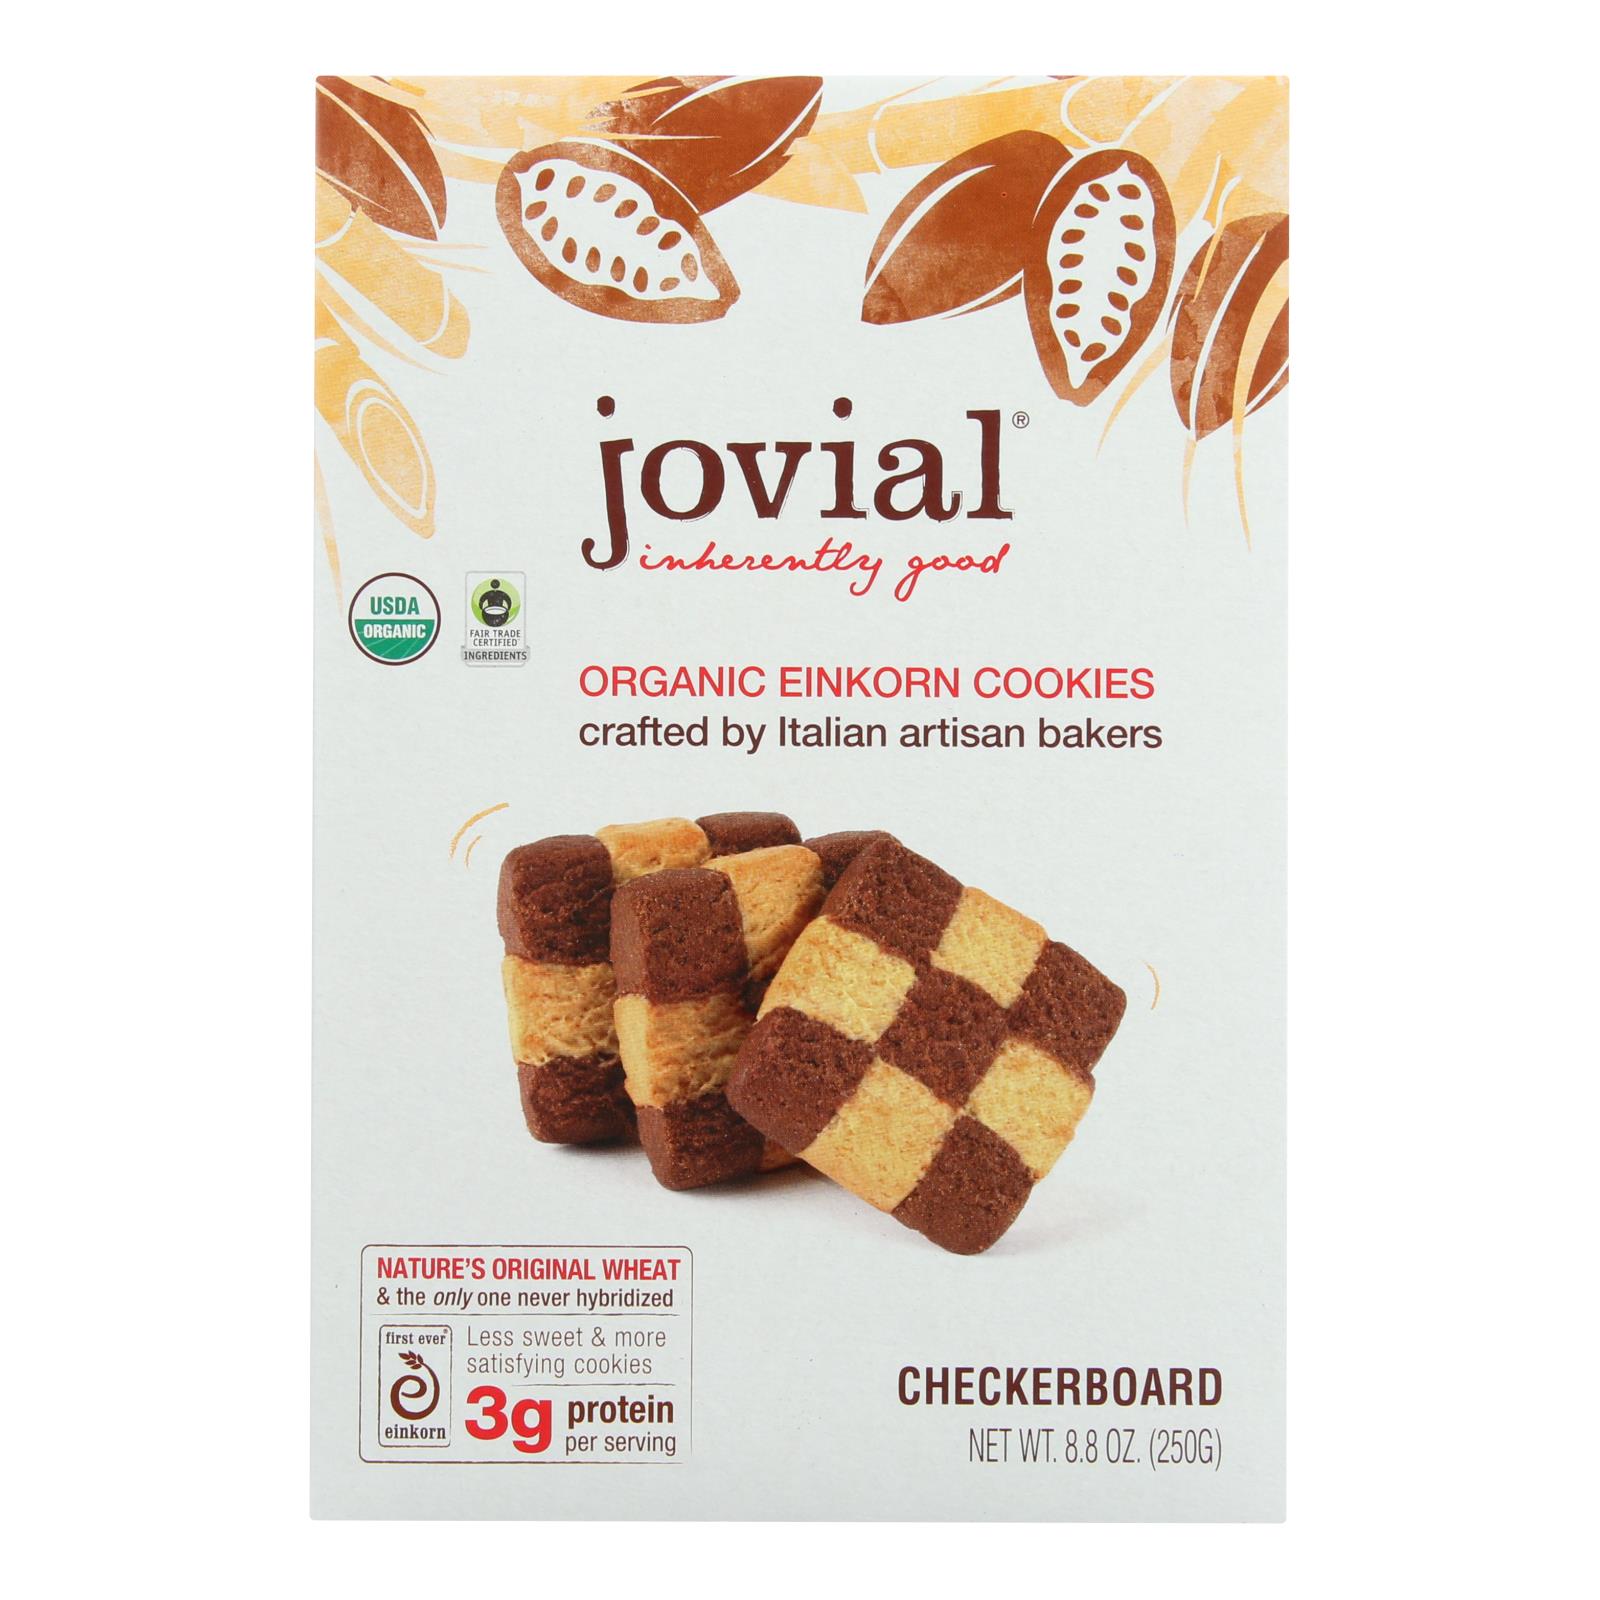 jovial®
inherently good
USDA
ORGANIC
FAIR TRADE
CERTIFIED
INGREDIENTS
ORGANIC EINKORN COOKIES
crafted by Italian artisan bakers
NATURE'S ORIGINAL WHEAT
& the only one never hybridized
first ever®
einkorn
Less sweet & more
satisfying cookies
3g protein
per serving
CHECKERBOARD
NET WT. 8.8 OZ. (250G)